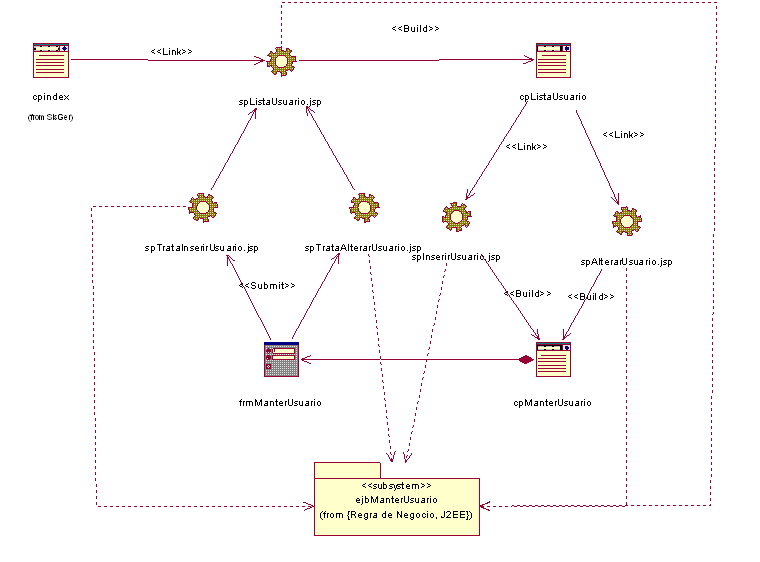 <<Build>>
<<Link>>
cpindex
(from SisGer)
spListaUsuario.jsp
cpListaUsuario
<<Link>>
<<Link>>
spTrataInserirUsuario.jsp
spTrataAlterarUsuario.jsp
spInserirUsuario.jsp
spAlterarUsuario.jsp
<<Submit>>
<<Build>>
<<Build>>
frmManterUsuario
cpManterUsuario
<<subsystem>>
ejbManterUsuario
(from {Regra de Negocio, J2EE})